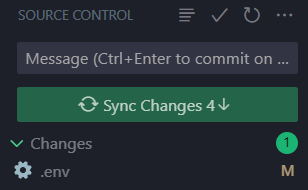 SOURCE CONTROL
Message (Ctrl+Enter to commit on ...
Sync Changes 4↓
Changes 1
.env M